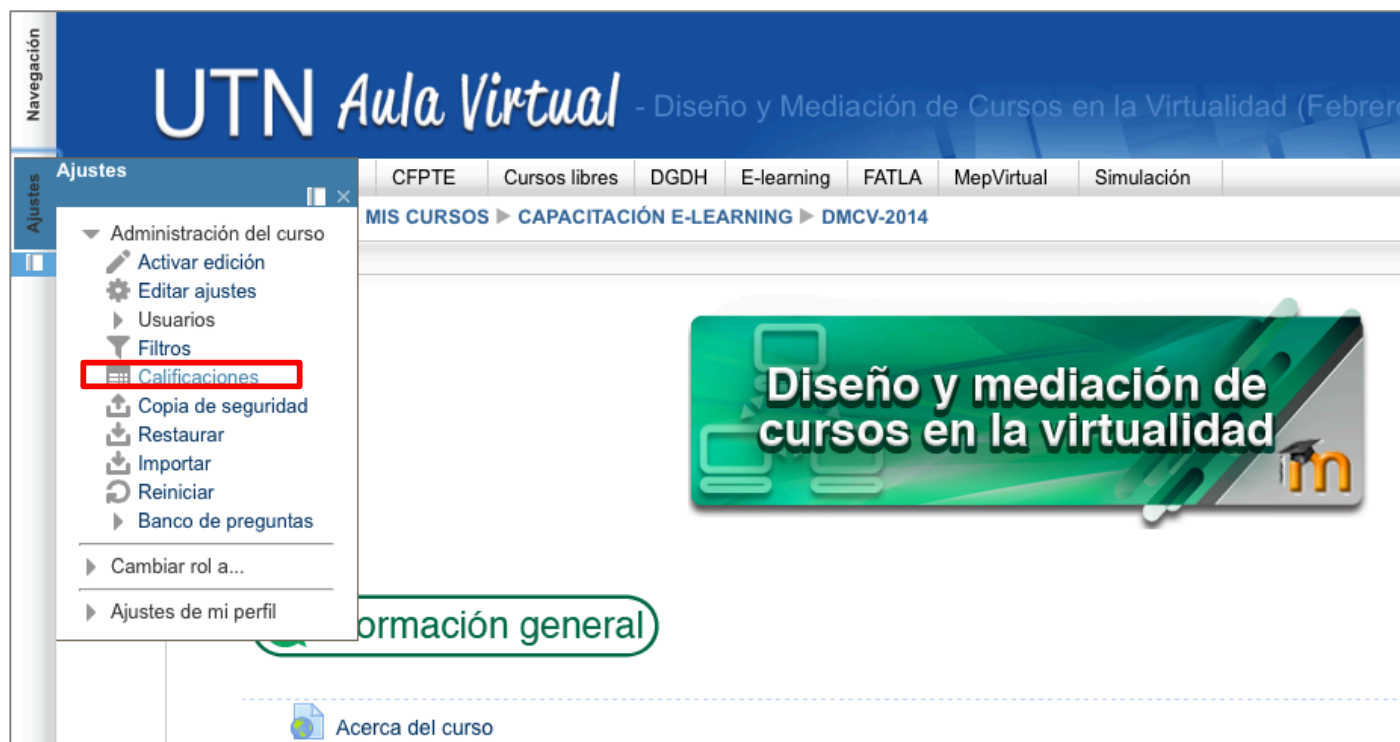 Navegación
UTN Aula Virtual - Diseño y Mediación de Cursos en la Virtualidad (Febrer
Ajustes
Ajustes
CFPTE Cursos libres DGDH E-learning FATLA MepVirtual Simulación
MIS CURSOS ▶ CAPACITACIÓN E-LEARNING ▶ DMCV-2014
Administración del curso
Activar edición
Editar ajustes
Usuarios
Filtros
Calificaciones
Copia de seguridad
Restaurar
Importar
Reiniciar
Banco de preguntas
Cambiar rol a...
Ajustes de mi perfil
Diseño y mediación de
cursos en la virtualidad
m
ormación general
Acerca del curso